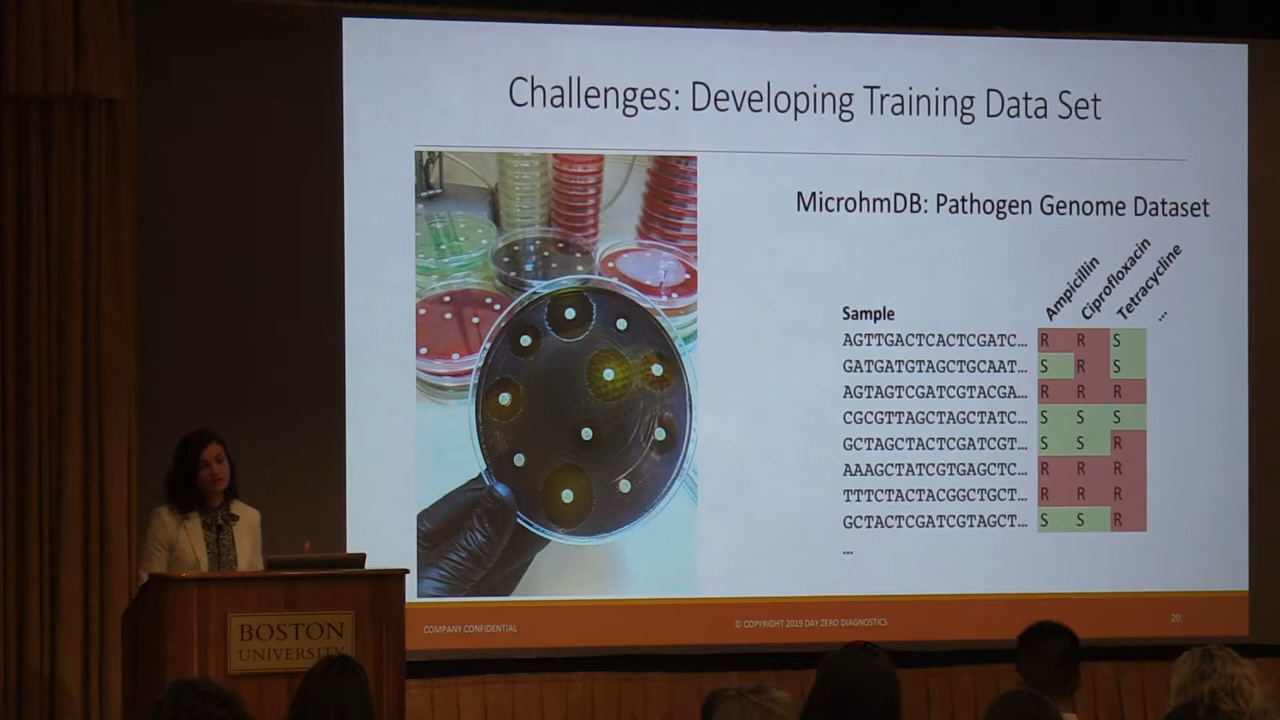 Challenges: Developing Training Data Set
MicrohmDB: Pathogen Genome Dataset
Ampicillin
Ciprofloxacin
Tetracycline
...
Sample
AGTTGACTCACTCGATC... R R S
GATGATGTAGCTGCAAT... S R S
AGTAGTCGATCGTACGA... R R R
CGCGTTAGCTAGCTATC... S S S
GCTAGCTACTCGATCGT... S S R
AAAGCTATCGTGAGCTC... R R R
TTTCTACTACGGCTGCT... R R R
GCTACTCGATCGTAGCT... S S R
...
COMPANY CONFIDENTIAL
© COPYRIGHT 2019 DAY ZERO DIAGNOSTICS
20
BOSTON
UNIVERSITY